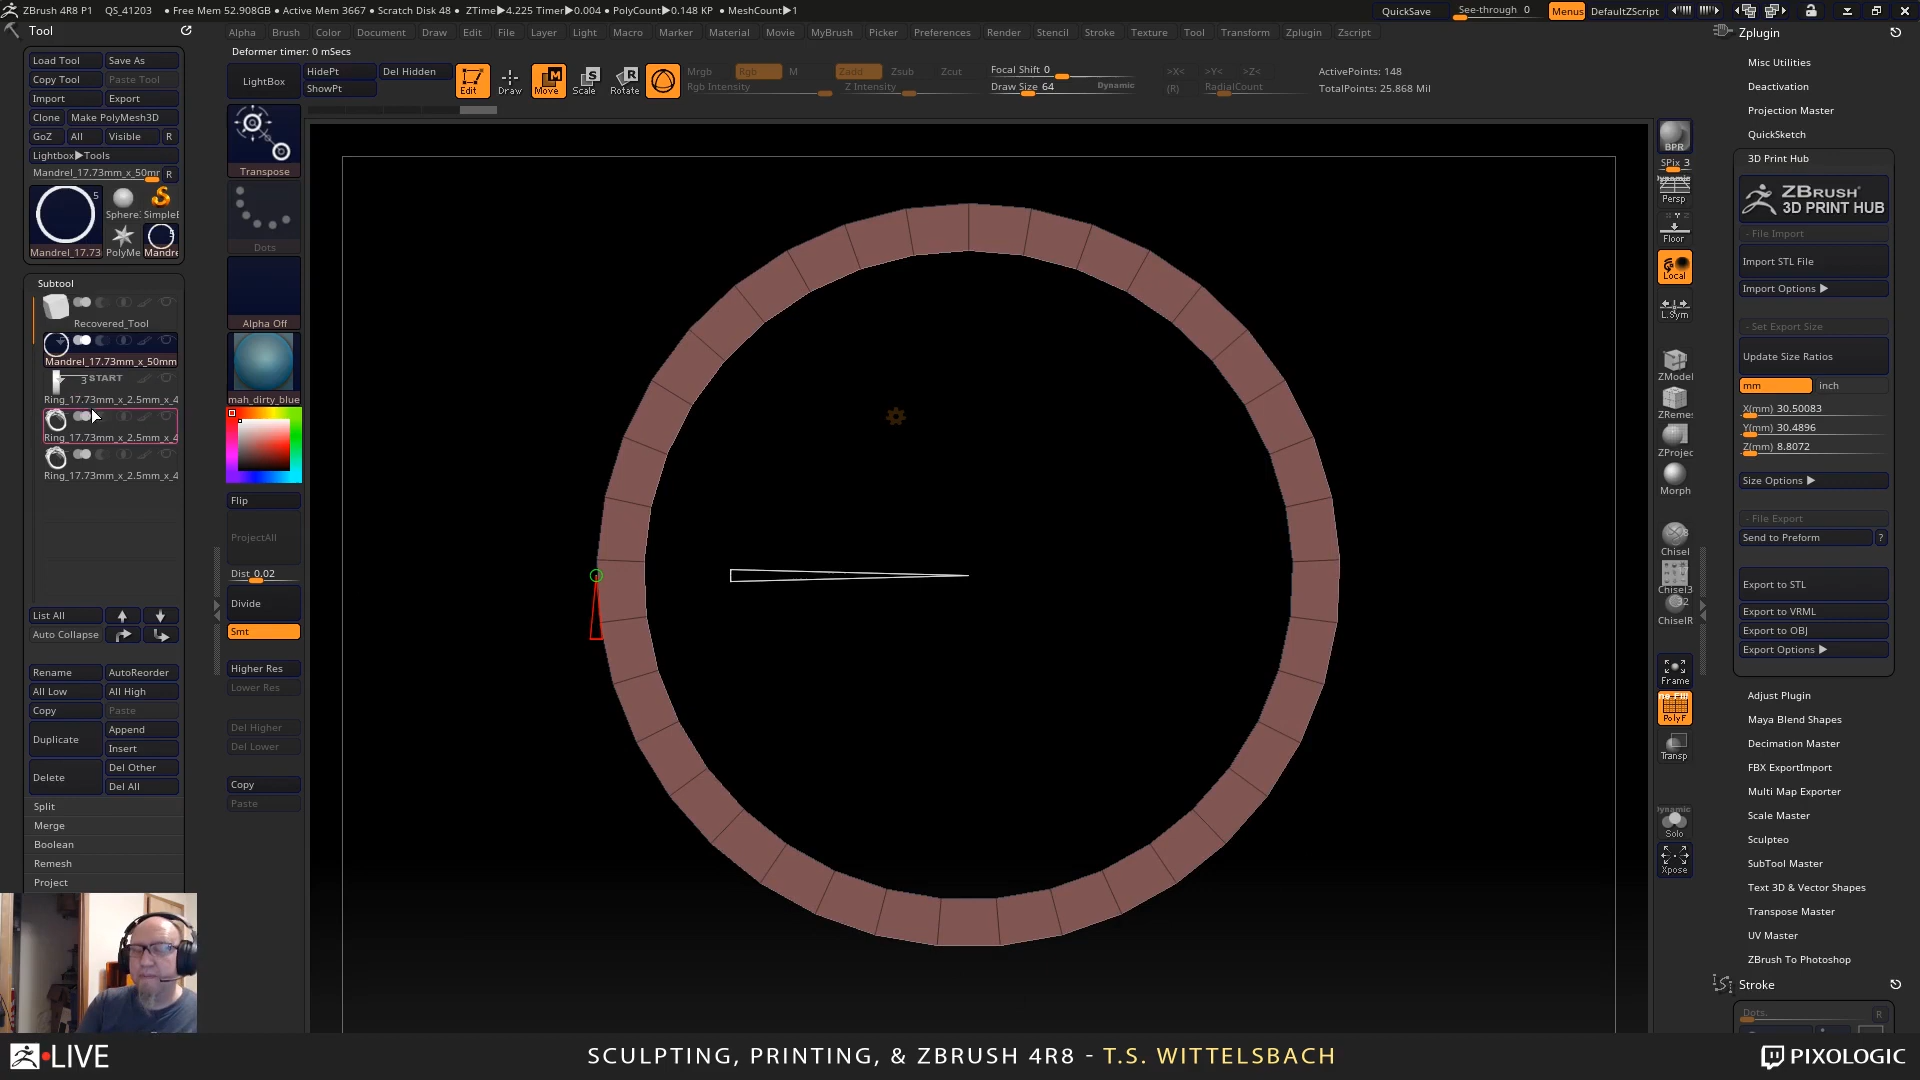 ZBrush 4R8 P1 QS_41203 ● Free Mem 52.908GB ● Active Mem 3667 ● Scratch Disk 48 ● ZTime▶4.225 Timer▶0.004 ● PolyCount▶0.148 KP ● MeshCount▶1 QuickSave See-through 0 Menus DefaultZScript
Tool Alpha Brush Color Document Draw Edit File Layer Light Macro Marker Material Movie MyBrush Picker Preferences Render Stencil Stroke Texture Tool Transform Zplugin Zscript Zplugin
Deformer timer: 0 mSecs
Load Tool Save As
Copy Tool Paste Tool
Import Export
Clone Make PolyMesh3D
GoZ All Visible R
Lightbox▶Tools
Mandrel_17.73mm_x_50mr R
5
Sphere SimpleB
5
Mandrel_17.73 PolyMe Mandre
Subtool
Recovered_Tool
Mandrel_17.73mm_x_50mm
3 START
Ring_17.73mm_x_2.5mm_x_4
Ring_17.73mm_x_2.5mm_x_4
Ring_17.73mm_x_2.5mm_x_4
List All
Auto Collapse
Rename AutoReorder
All Low All High
Copy Paste
Duplicate Append
Insert
Delete Del Other
Del All
Split
Merge
Boolean
Remesh
Project
LightBox
HidePt Del Hidden
ShowPt
Edit Draw Move Scale Rotate
M S R
Mrgb Rgb M Zadd Zsub Zcut
Rgb Intensity Z Intensity
Focal Shift 0
Draw Size 64 Dynamic
>X< >Y< >Z<
(R) RadialCount
ActivePoints: 148
TotalPoints: 25.868 Mil
Transpose
Dots
Alpha Off
mah_dirty_blue
Flip
ProjectAll
Dist 0.02
Divide
Smt
Higher Res
Lower Res
Del Higher
Del Lower
Copy
Paste
BPR
SPix 3
Dynamic
Persp
Floor
Local
L.Sym
ZModel
ZReme
ZProjec
Morph
Chisel
Chisel3
32
ChiselR
Frame
PolyF
Transp
Dynamic
Solo
Xpose
Misc Utilities
Deactivation
Projection Master
QuickSketch
3D Print Hub
ZBRUSH®
3D PRINT HUB
- File Import
Import STL File
Import Options ▶
- Set Export Size
Update Size Ratios
mm inch
X(mm) 30.50083
Y(mm) 30.4896
Z(mm) 8.8072
Size Options ▶
- File Export
Send to Preform ?
Export to STL
Export to VRML
Export to OBJ
Export Options ▶
Adjust Plugin
Maya Blend Shapes
Decimation Master
FBX ExportImport
Multi Map Exporter
Scale Master
Sculpteo
SubTool Master
Text 3D & Vector Shapes
Transpose Master
UV Master
ZBrush To Photoshop
Stroke
Dots. R
LIVE SCULPTING, PRINTING, & ZBRUSH 4R8 - T.S. WITTELSBACH PIXOLOGIC